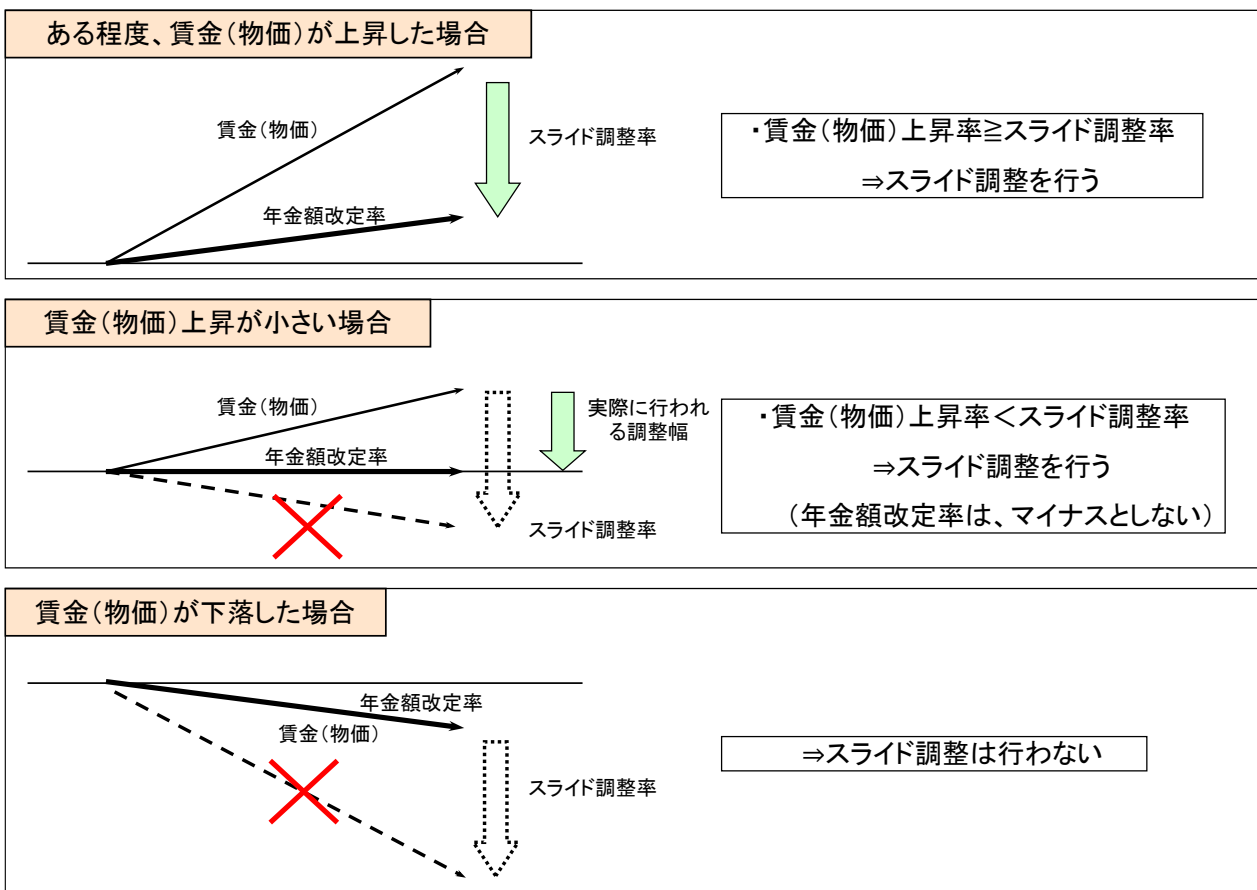 ある程度、賃金(物価)が上昇した場合
賃金(物価)
スライド調整率
年金額改定率
・賃金(物価)上昇率≧スライド調整率
⇒スライド調整を行う
賃金(物価)上昇が小さい場合
賃金(物価)
年金額改定率
実際に行われ
る調整幅
スライド調整率
・賃金(物価)上昇率<スライド調整率
⇒スライド調整を行う
(年金額改定率は、マイナスとしない)
賃金(物価)が下落した場合
年金額改定率
賃金(物価)
スライド調整率
⇒スライド調整は行わない